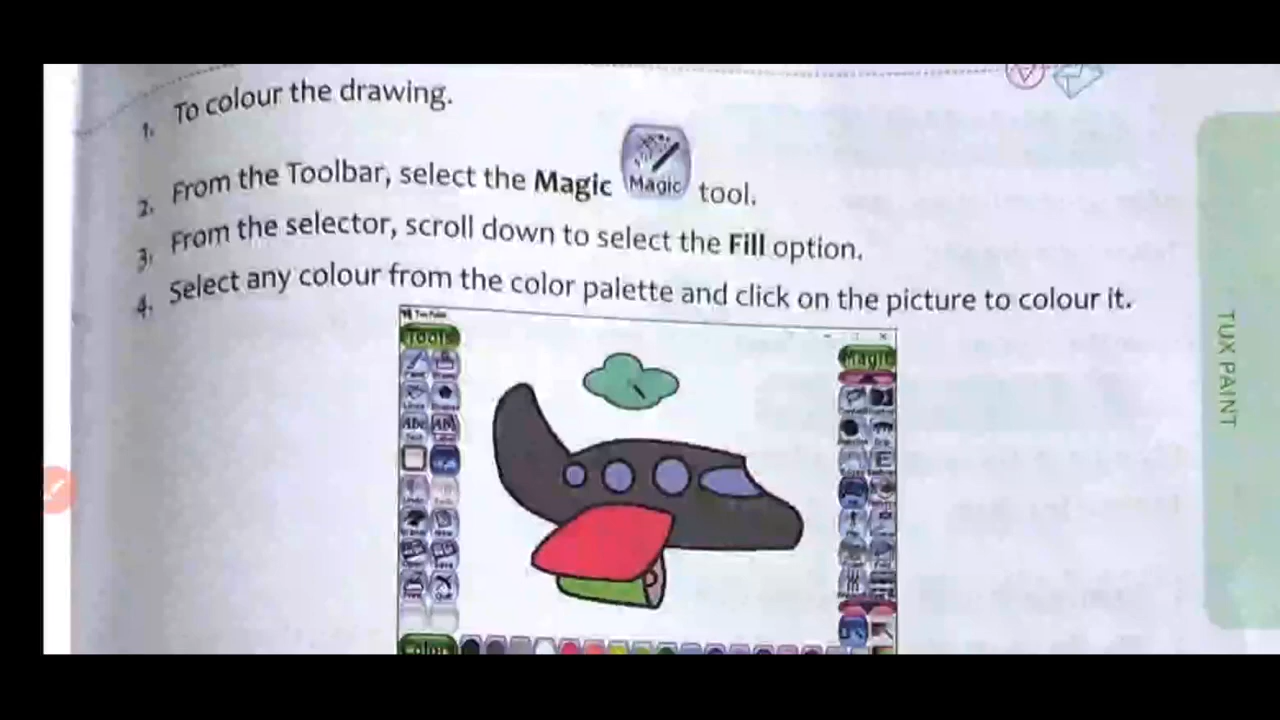 1. To colour the drawing.
2. From the Toolbar, select the Magic Magic tool.
3. From the selector, scroll down to select the Fill option.
4. Select any colour from the color palette and click on the picture to colour it.
Tools
Magic
Abc
Color
TUX PAINT